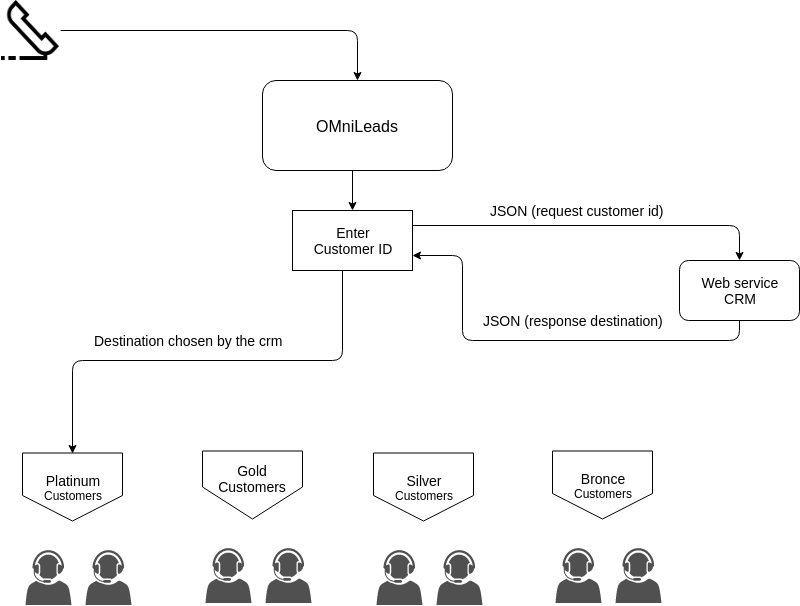 OMniLeads
Enter
Customer ID
JSON (request customer id)
Web service
CRM
JSON (response destination)
Destination chosen by the crm
Platinum
Customers
Gold
Customers
Silver
Customers
Bronce
Customers